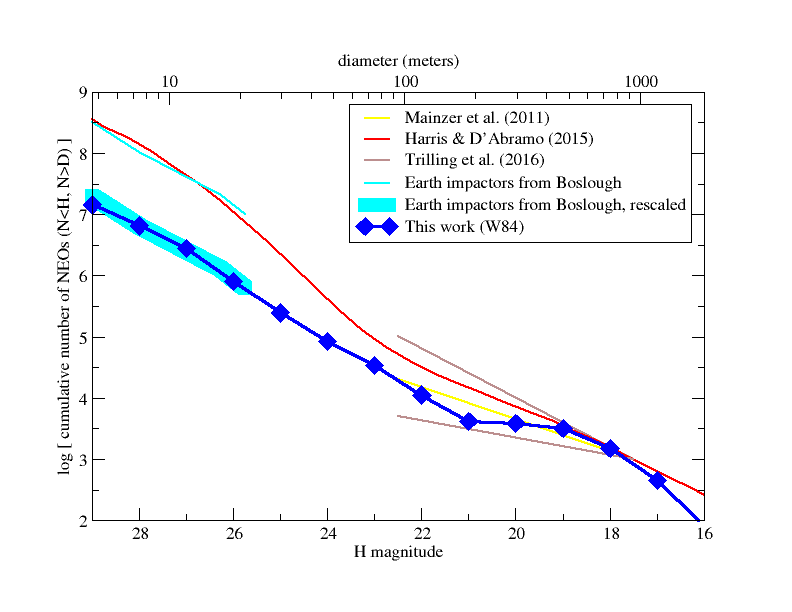 diameter (meters)
10 100 1000
9
8
7
6
5
4
3
2
log [ cumulative number of NEOs (N<H, N>D) ]
Mainzer et al. (2011)
Harris & D'Abramo (2015)
Trilling et al. (2016)
Earth impactors from Boslough
Earth impactors from Boslough, rescaled
This work (W84)
28 26 24 22 20 18 16
H magnitude